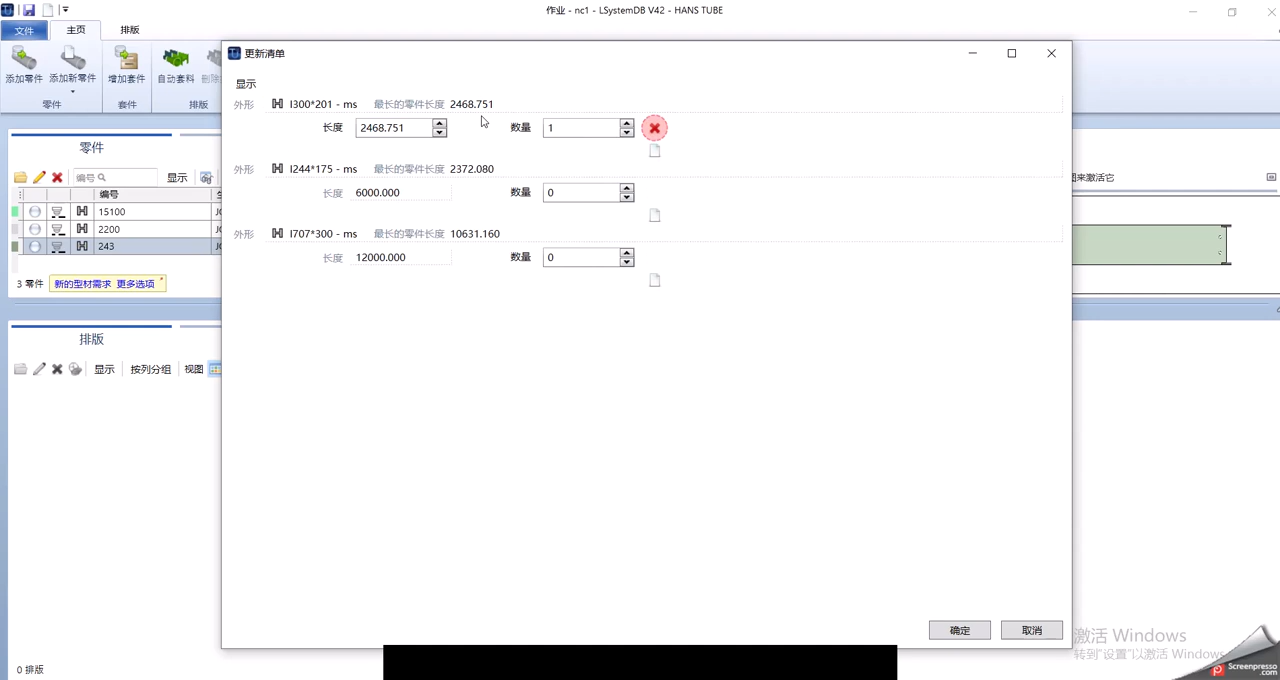 作业 - nc1 - LSystemDB V42 - HANS TUBE
文件 主页 排版
添加零件 添加新零件 增加套件 自动套料
零件 套件 排版
更新清单
显示
外形 I300*201 - ms 最长的零件长度 2468.751
长度 2468.751 数量 1
外形 I244*175 - ms 最长的零件长度 2372.080
长度 6000.000 数量 0
外形 I707*300 - ms 最长的零件长度 10631.160
长度 12000.000 数量 0
确定 取消
零件
编号 显示
编号
15100
2200
243
3 零件 新的型材需求 更多选项
图来激活它
排版
显示 按列分组 视图
0 排版
激活 Windows
转到"设置"以激活 Windows
Screenpresso
.com